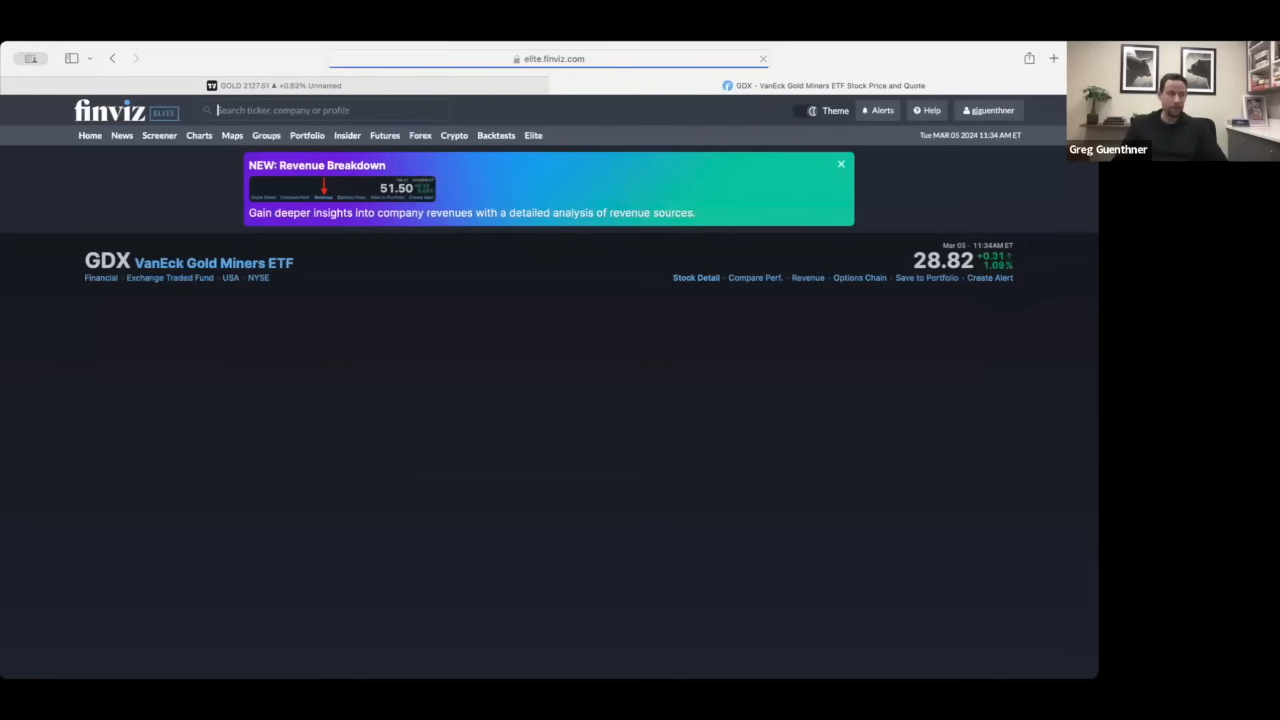 elite.finviz.com
GOLD 2127.61 ▲ +0.62% Unnamed
GDX - VanEck Gold Miners ETF Stock Price and Quote
finviz ELITE
Search ticker, company or profile
Theme
Alerts
Help
gjguenthner
Home News Screener Charts Maps Groups Portfolio Insider Futures Forex Crypto Backtests Elite
Tue MAR 05 2024 11:34 AM ET
Greg Guenthner
NEW: Revenue Breakdown
51.50
Gain deeper insights into company revenues with a detailed analysis of revenue sources.
GDX VanEck Gold Miners ETF
Financial · Exchange Traded Fund · USA · NYSE
Mar 05 · 11:34AM ET
28.82 +0.31 ↑
1.09%
Stock Detail · Compare Perf. · Revenue · Options Chain · Save to Portfolio · Create Alert